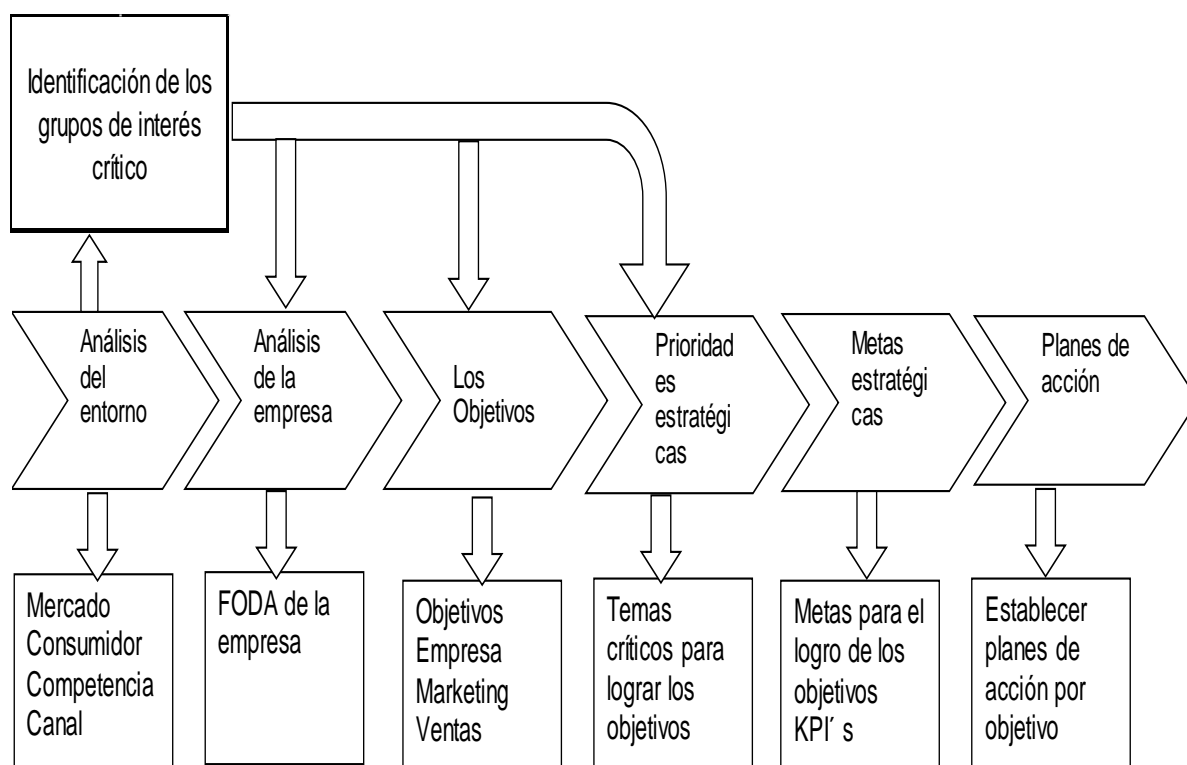 Identificación de los
grupos de interés
crítico
Análisis
del
entorno
Análisis
de la
empresa
Los
Objetivos
Prioridad
es
estratégi
cas
Metas
estratégi
cas
Planes de
acción
Mercado
Consumidor
Competencia
Canal
FODA de la
empresa
Objetivos
Empresa
Marketing
Ventas
Temas
críticos para
lograr los
objetivos
Metas para el
logro de los
objetivos
KPI´ s
Establecer
planes de
acción por
objetivo